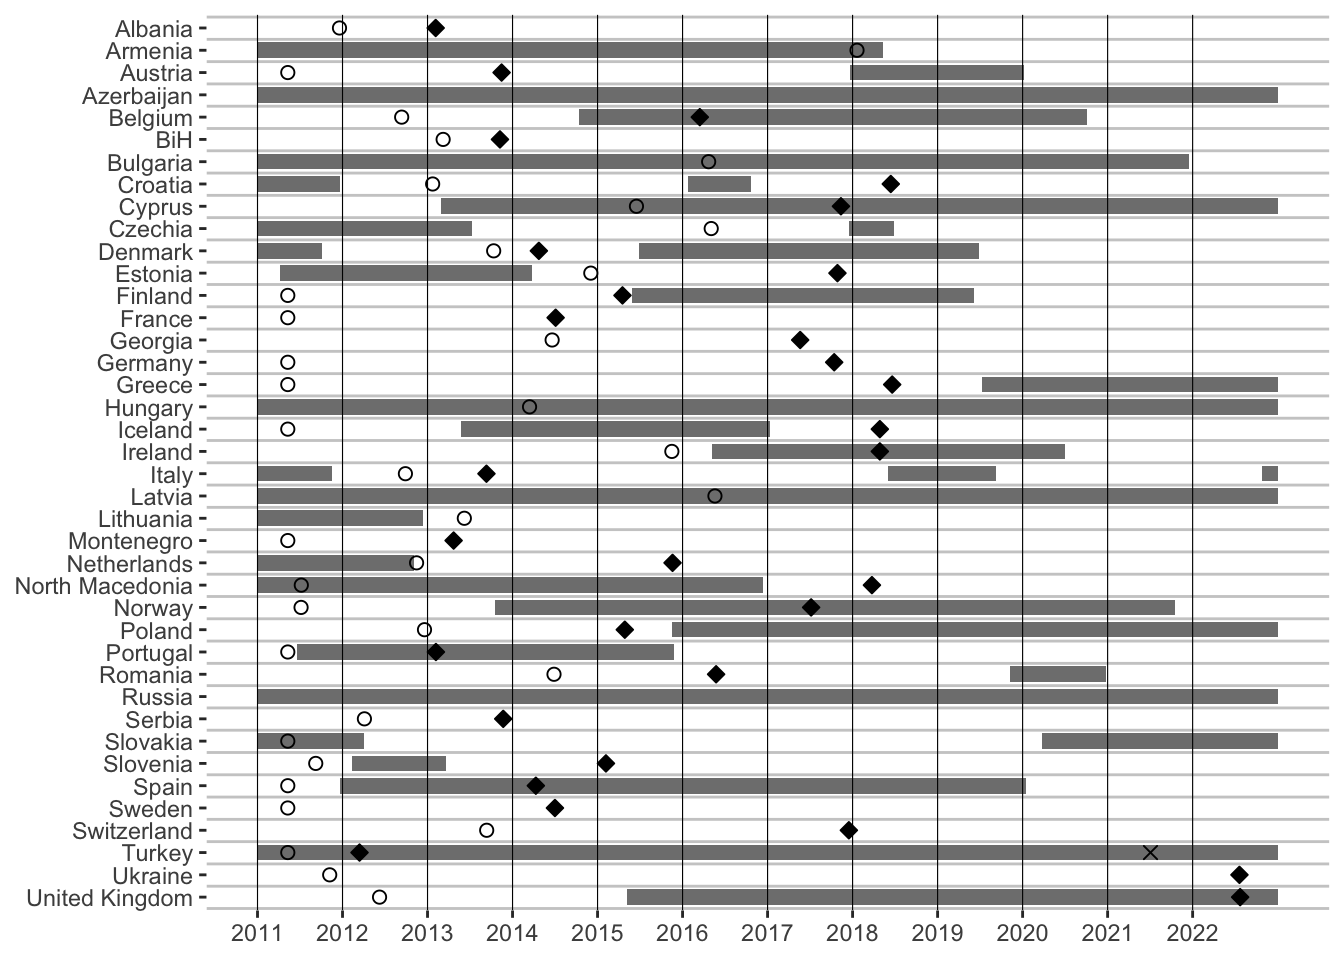 Albania
Armenia
Austria
Azerbaijan
Belgium
BiH
Bulgaria
Croatia
Cyprus
Czechia
Denmark
Estonia
Finland
France
Georgia
Germany
Greece
Hungary
Iceland
Ireland
Italy
Latvia
Lithuania
Montenegro
Netherlands
North Macedonia
Norway
Poland
Portugal
Romania
Russia
Serbia
Slovakia
Slovenia
Spain
Sweden
Switzerland
Turkey
Ukraine
United Kingdom
2011 2012 2013 2014 2015 2016 2017 2018 2019 2020 2021 2022